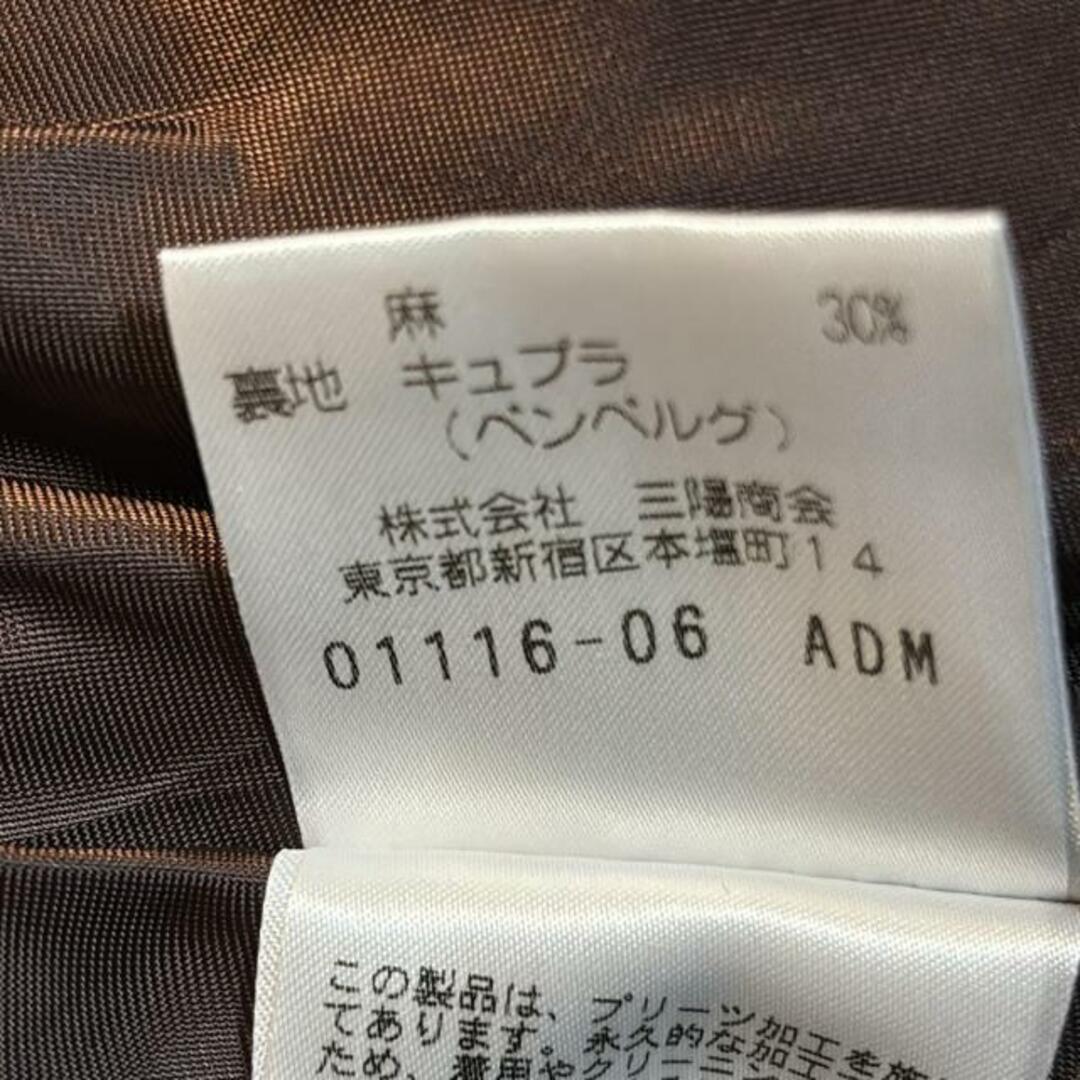 麻 30%
裏地 キュプラ
(ベンベルグ)
株式会社 三陽商会
東京都新宿区本塩町14
01116-06 ADM
この製品は、プリーツ加工を施
てあります。永久的な加工
ため、着用やクリーニ